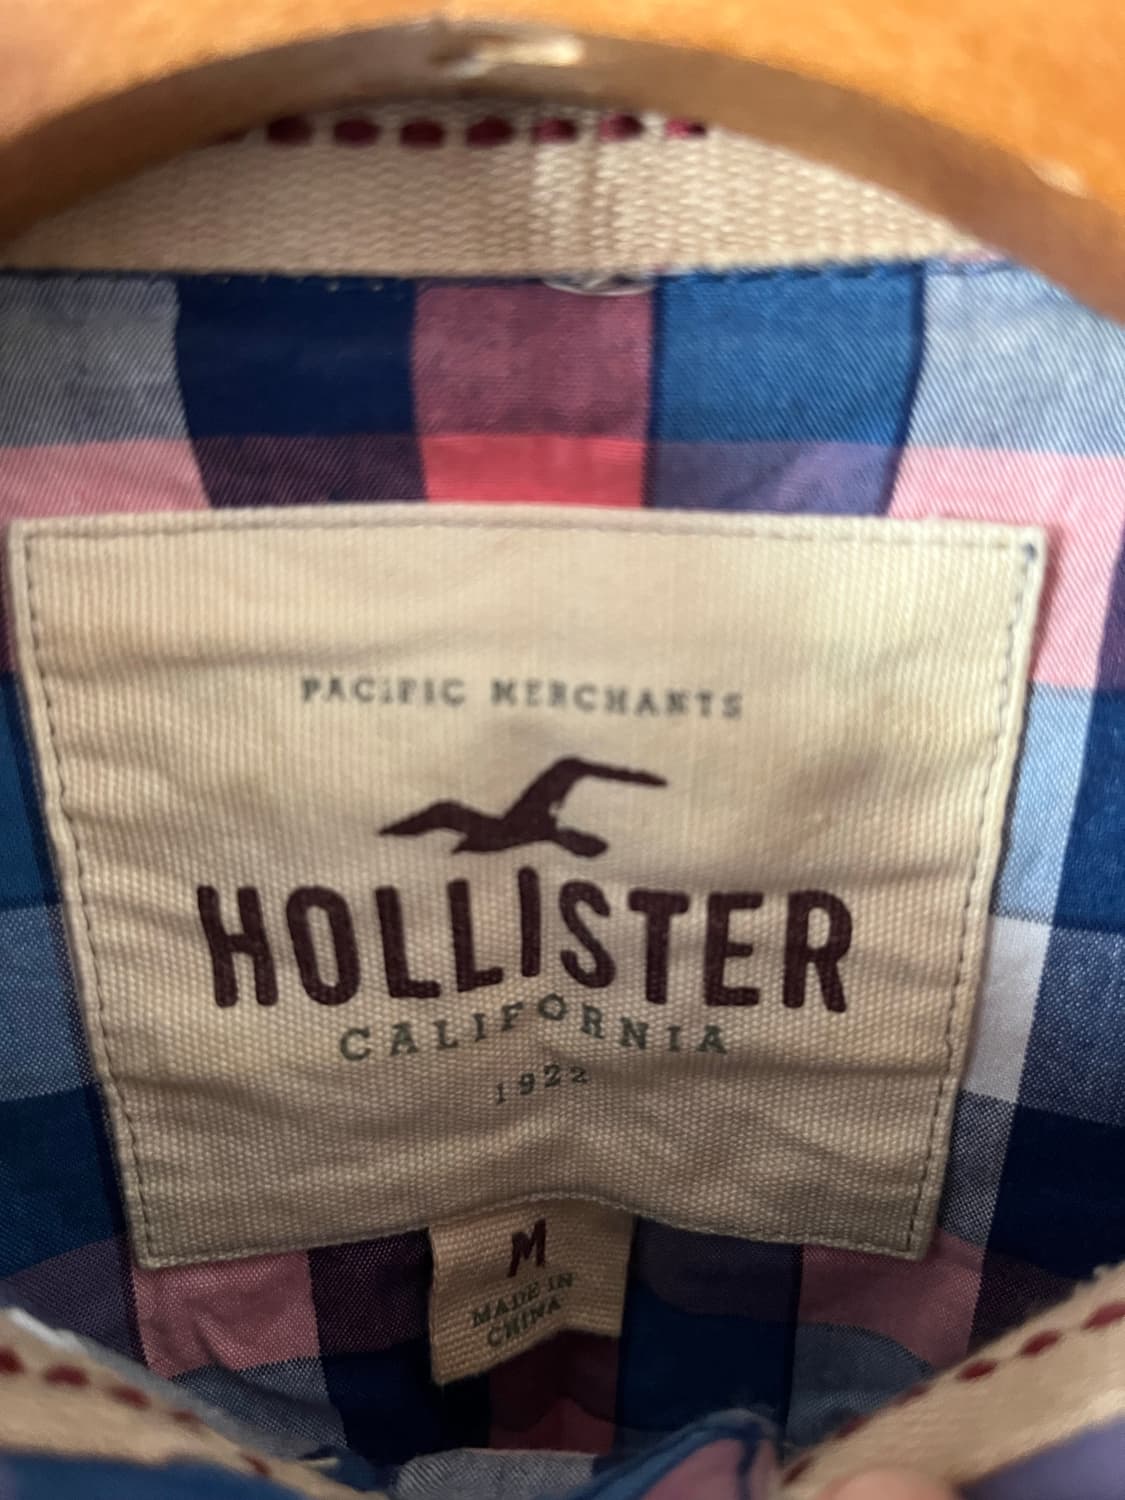 PACIFIC MERCHANTS
HOLLISTER
CALIFORNIA
1922
M
MADE IN
CHINA